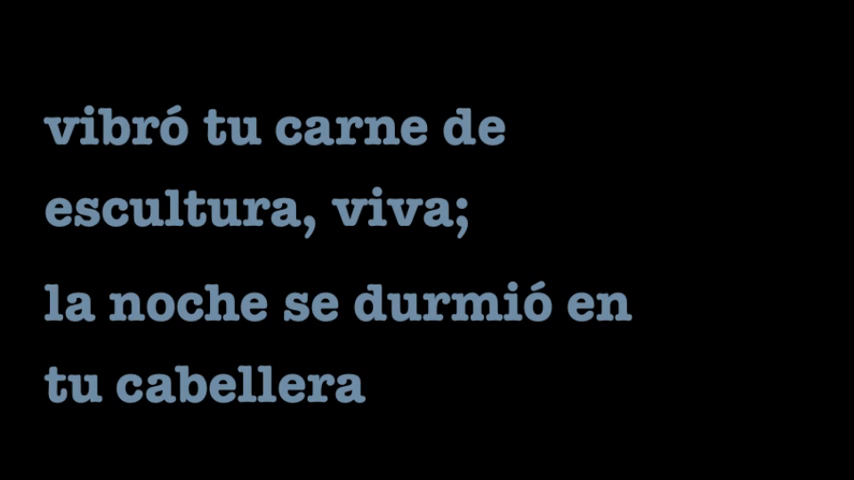 vibró tu carne de
escultura, viva;
la noche se durmió en
tu cabellera